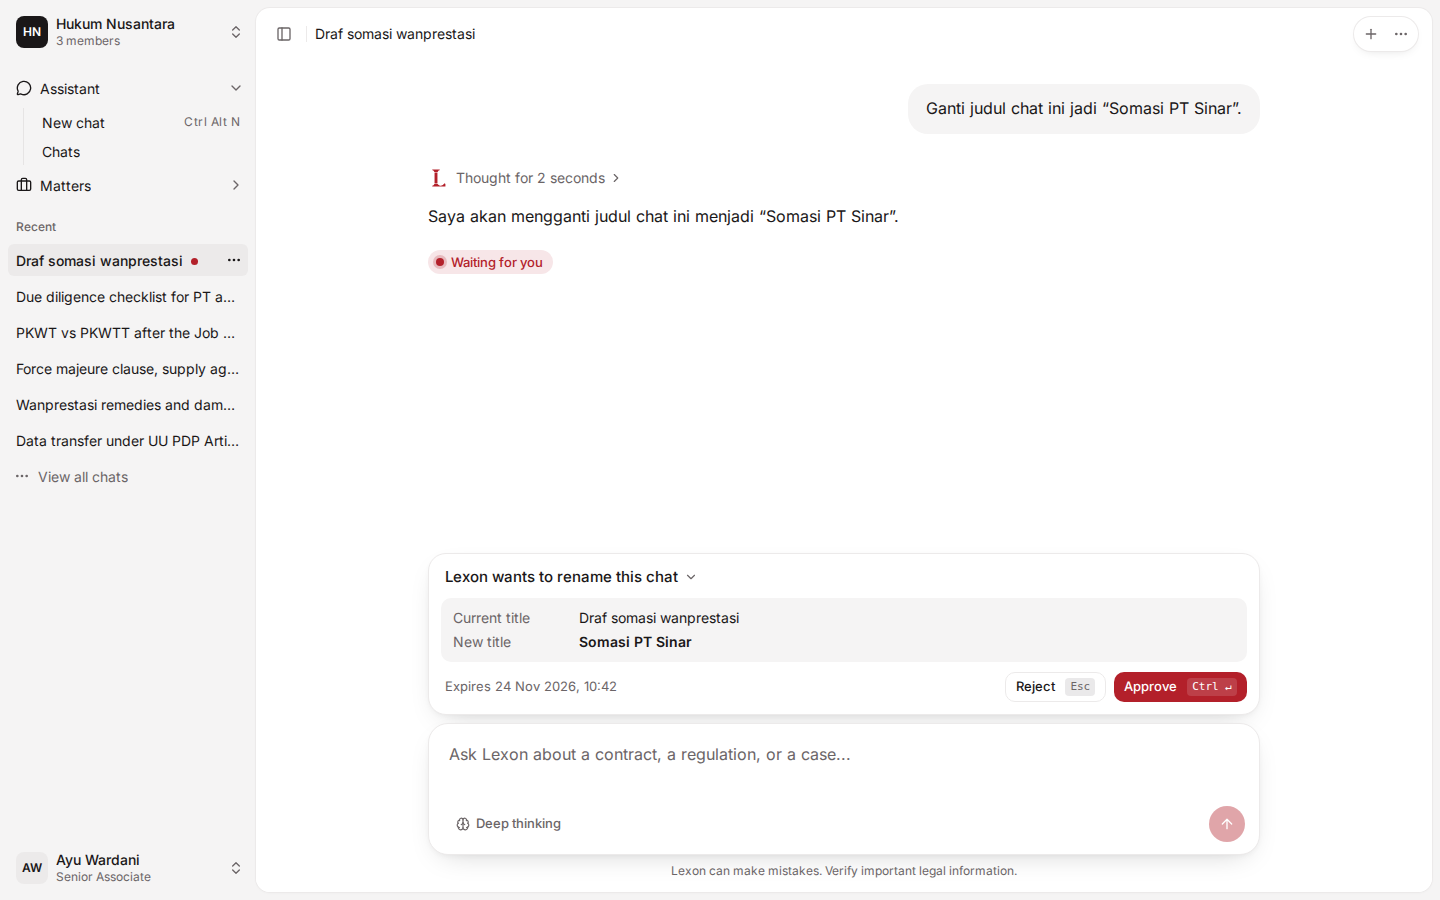 HN
Hukum Nusantara
3 members
Assistant
New chat
Ctrl Alt N
Chats
Matters
Recent
Draf somasi wanprestasi
Due diligence checklist for PT a...
PKWT vs PKWTT after the Job ...
Force majeure clause, supply ag...
Wanprestasi remedies and dam...
Data transfer under UU PDP Arti...
View all chats
AW
Ayu Wardani
Senior Associate
Draf somasi wanprestasi
Ganti judul chat ini jadi “Somasi PT Sinar”.
L
Thought for 2 seconds
Saya akan mengganti judul chat ini menjadi “Somasi PT Sinar”.
Waiting for you
Lexon wants to rename this chat
Current title
Draf somasi wanprestasi
New title
Somasi PT Sinar
Expires 24 Nov 2026, 10:42
Reject Esc
Approve Ctrl ↵
Ask Lexon about a contract, a regulation, or a case...
Deep thinking
Lexon can make mistakes. Verify important legal information.